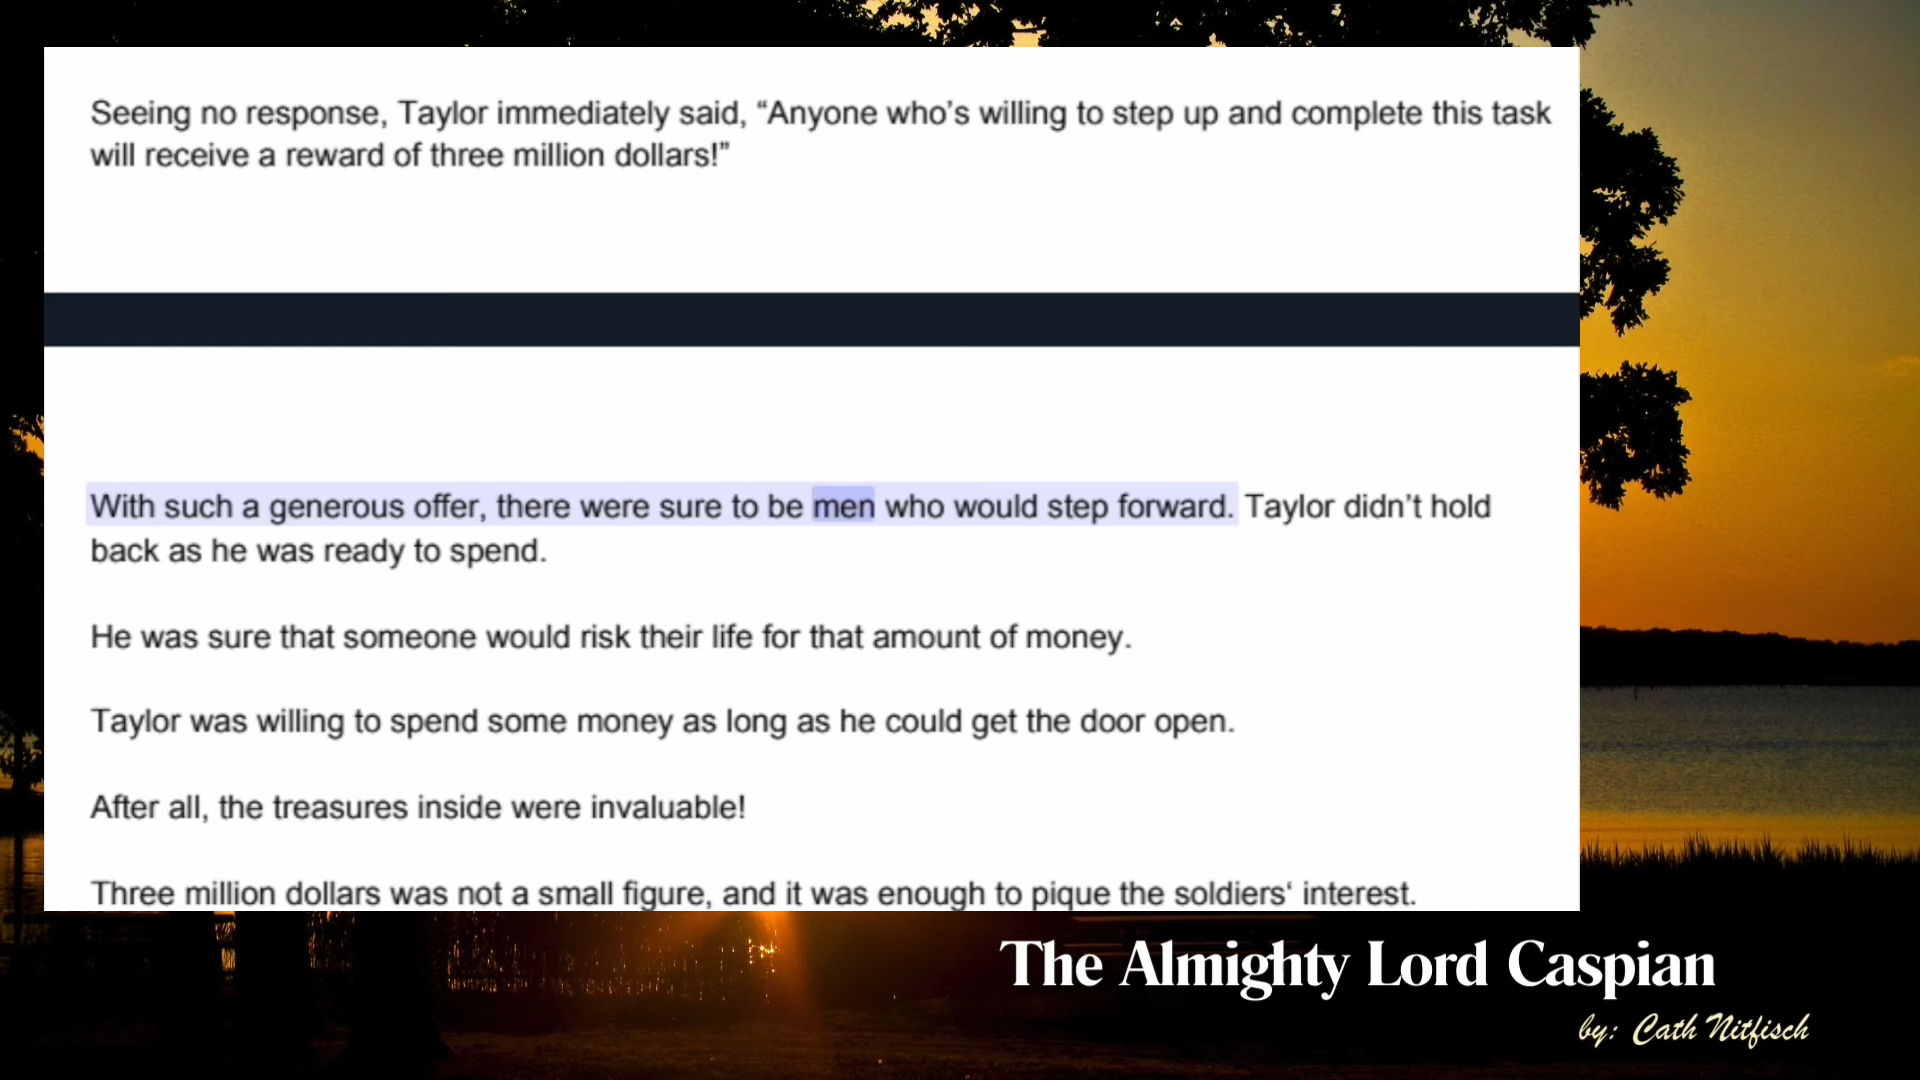 Seeing no response, Taylor immediately said, “Anyone who’s willing to step up and complete this task
will receive a reward of three million dollars!”
With such a generous offer, there were sure to be men who would step forward. Taylor didn’t hold
back as he was ready to spend.
He was sure that someone would risk their life for that amount of money.
Taylor was willing to spend some money as long as he could get the door open.
After all, the treasures inside were invaluable!
Three million dollars was not a small figure, and it was enough to pique the soldiers‘ interest.
The Almighty Lord Caspian
by: Cath Nitfisch